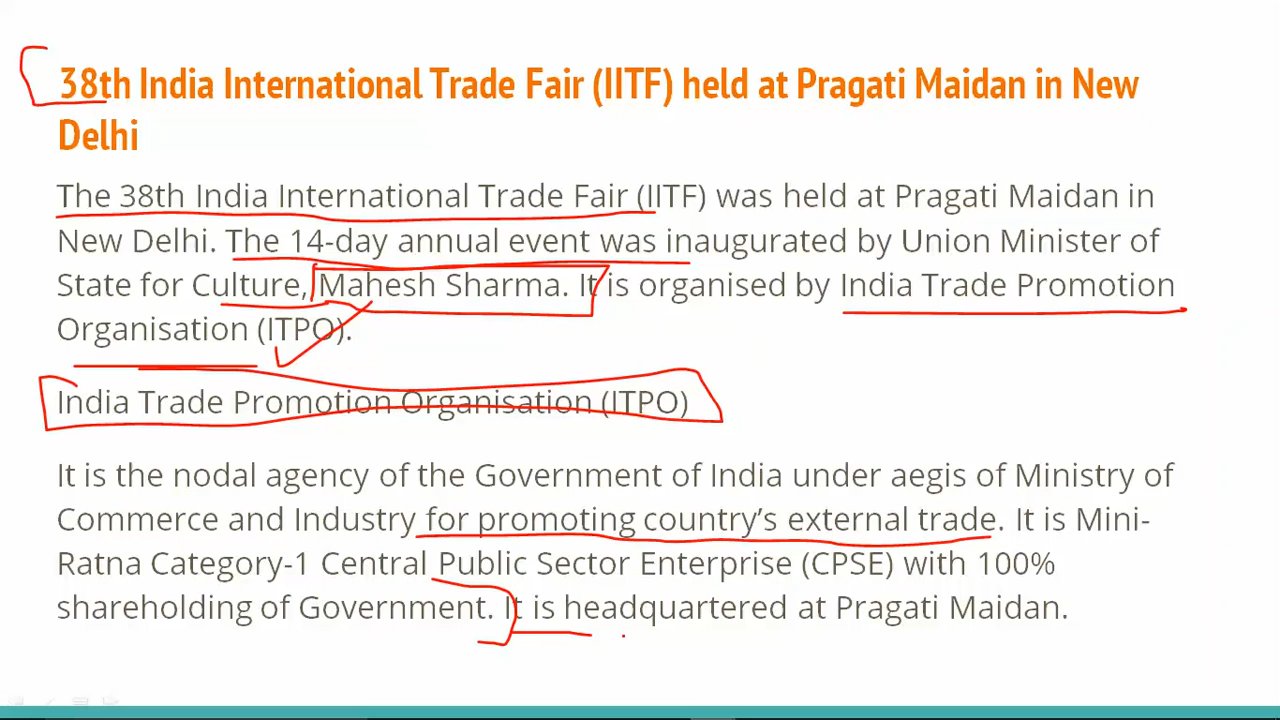 38th India International Trade Fair (IITF) held at Pragati Maidan in New
Delhi
The 38th India International Trade Fair (IITF) was held at Pragati Maidan in
New Delhi. The 14-day annual event was inaugurated by Union Minister of
State for Culture, Mahesh Sharma. It is organised by India Trade Promotion
Organisation (ITPO).
India Trade Promotion Organisation (ITPO)
It is the nodal agency of the Government of India under aegis of Ministry of
Commerce and Industry for promoting country’s external trade. It is Mini-
Ratna Category-1 Central Public Sector Enterprise (CPSE) with 100%
shareholding of Government. It is headquartered at Pragati Maidan.